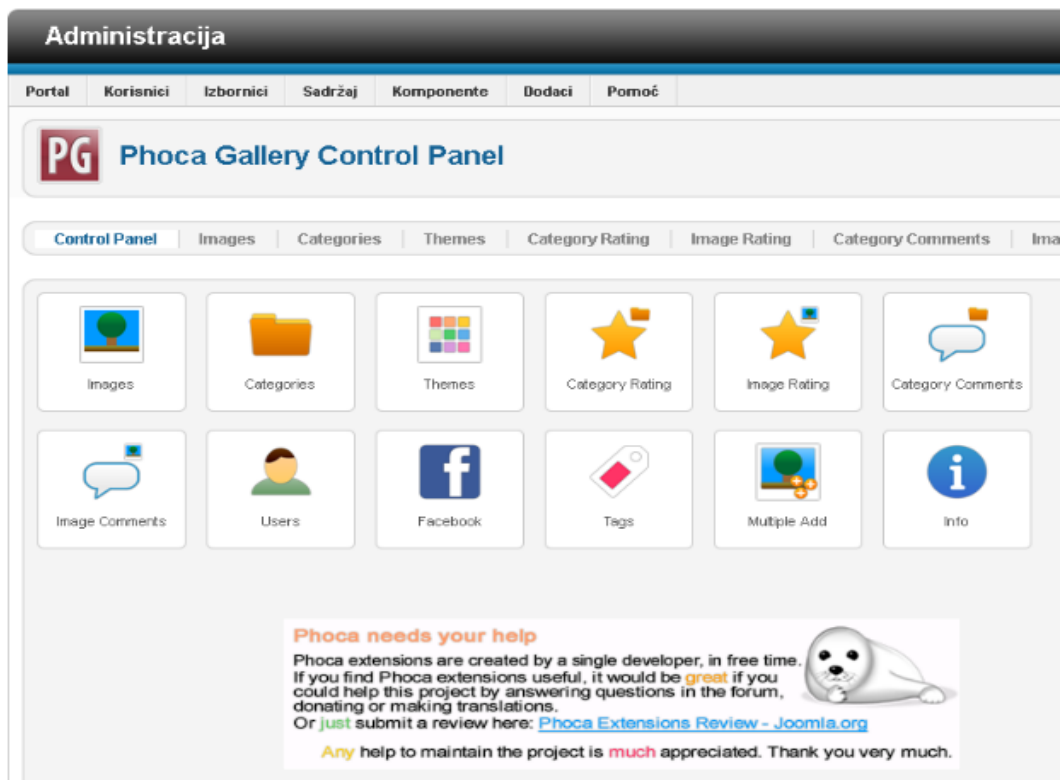 Administracija
Portal Korisnici Izbornici Sadržaj Komponente Dodaci Pomoć
PG Phoca Gallery Control Panel
Control Panel Images Categories Themes Category Rating Image Rating Category Comments Ima
Images Categories Themes Category Rating Image Rating Category Comments
Image Comments Users Facebook Tags Multiple Add Info
Phoca needs your help
Phoca extensions are created by a single developer, in free time.
If you find Phoca extensions useful, it would be great if you
could help this project by answering questions in the forum,
donating or making translations.
Or just submit a review here: Phoca Extensions Review - Joomla.org
Any help to maintain the project is much appreciated. Thank you very much.